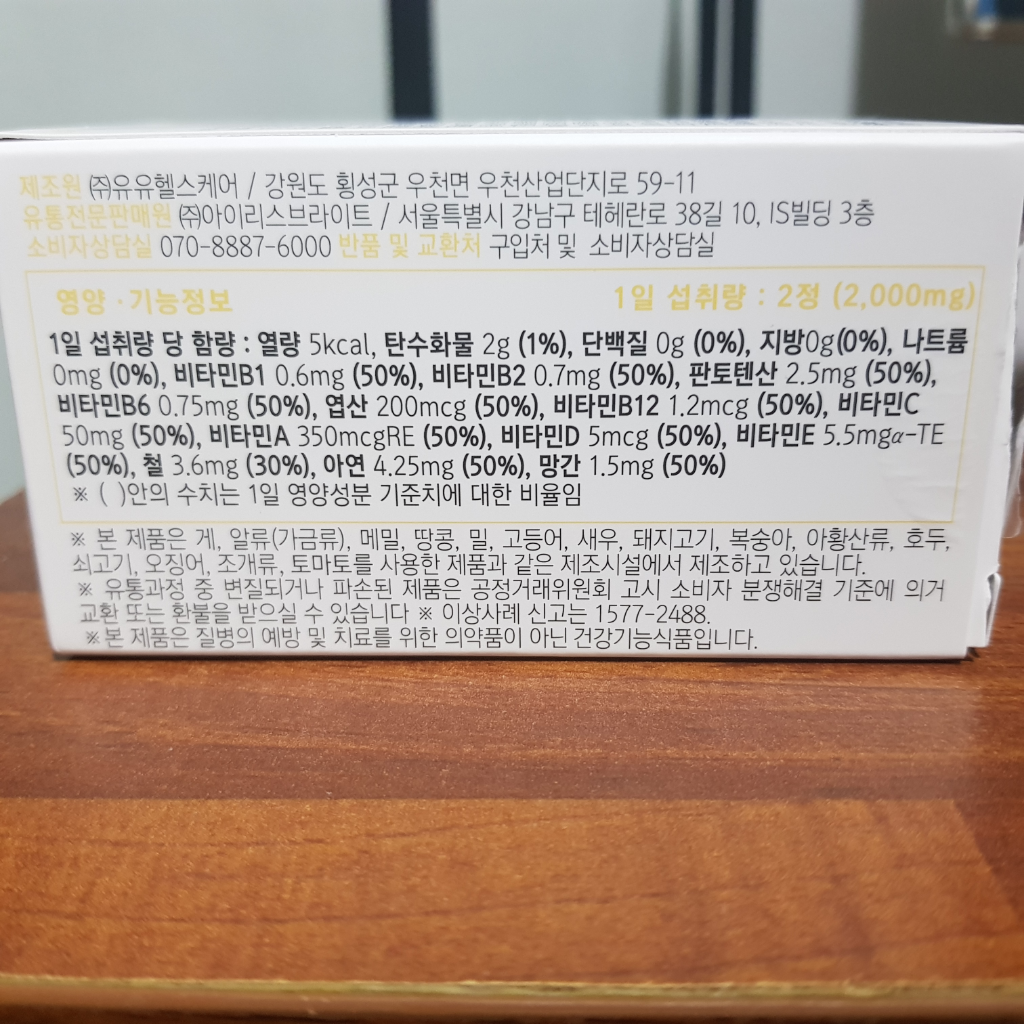 제조원 ㈜유유헬스케어 / 강원도 횡성군 우천면 우천산업단지로 59-11
유통전문판매원 ㈜아이리스브라이트 / 서울특별시 강남구 테헤란로 38길 10, IS빌딩 3층
소비자상담실 070-8887-6000 반품 및 교환처 구입처 및 소비자상담실
영양·기능정보 1일 섭취량 : 2정 (2,000mg)
1일 섭취량 당 함량 : 열량 5kcal, 탄수화물 2g (1%), 단백질 0g (0%), 지방0g(0%), 나트륨
0mg (0%), 비타민B1 0.6mg (50%), 비타민B2 0.7mg (50%), 판토텐산 2.5mg (50%),
비타민B6 0.75mg (50%), 엽산 200mcg (50%), 비타민B12 1.2mcg (50%), 비타민C
50mg (50%), 비타민A 350mcgRE (50%), 비타민D 5mcg (50%), 비타민E 5.5mgα-TE
(50%), 철 3.6mg (30%), 아연 4.25mg (50%), 망간 1.5mg (50%)
※ ( )안의 수치는 1일 영양성분 기준치에 대한 비율임
※ 본 제품은 게, 알류(가금류), 메밀, 땅콩, 밀, 고등어, 새우, 돼지고기, 복숭아, 아황산류, 호두,
쇠고기, 오징어, 조개류, 토마토를 사용한 제품과 같은 제조시설에서 제조하고 있습니다.
※ 유통과정 중 변질되거나 파손된 제품은 공정거래위원회 고시 소비자 분쟁해결 기준에 의거
교환 또는 환불을 받으실 수 있습니다 ※ 이상사례 신고는 1577-2488.
※본 제품은 질병의 예방 및 치료를 위한 의약품이 아닌 건강기능식품입니다.